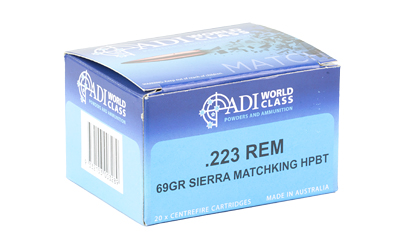 ADI WORLD
CLASS
MATC
ADI WORLD
CLASS
POWDERS AND AMMUNITION
.223 REM
69GR SIERRA MATCHKING HPBT
20 x CENTREFIRE CARTRIDGES MADE IN AUSTRALIA